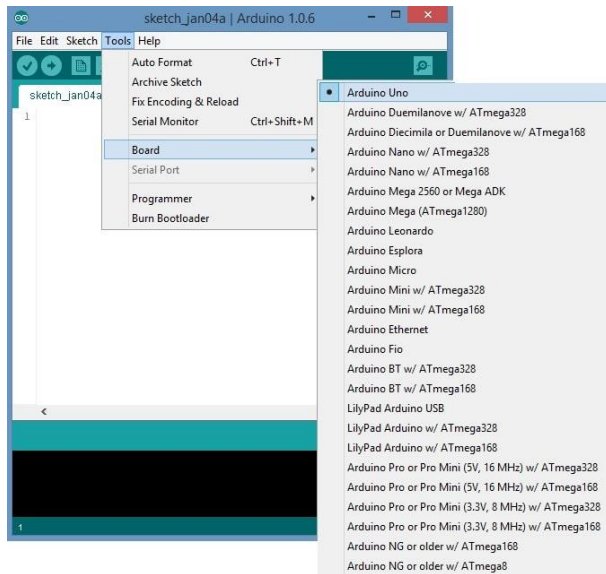 sketch_jan04a | Arduino 1.0.6
File Edit Sketch Tools Help
sketch_jan04a
1
Auto Format Ctrl+T
Archive Sketch
Fix Encoding & Reload
Serial Monitor Ctrl+Shift+M
Board
Serial Port
Programmer
Burn Bootloader
Arduino Uno
Arduino Duemilanove w/ ATmega328
Arduino Diecimila or Duemilanove w/ ATmega168
Arduino Nano w/ ATmega328
Arduino Nano w/ ATmega168
Arduino Mega 2560 or Mega ADK
Arduino Mega (ATmega1280)
Arduino Leonardo
Arduino Esplora
Arduino Micro
Arduino Mini w/ ATmega328
Arduino Mini w/ ATmega168
Arduino Ethernet
Arduino Fio
Arduino BT w/ ATmega328
Arduino BT w/ ATmega168
LilyPad Arduino USB
LilyPad Arduino w/ ATmega328
LilyPad Arduino w/ ATmega168
Arduino Pro or Pro Mini (5V, 16 MHz) w/ ATmega328
Arduino Pro or Pro Mini (5V, 16 MHz) w/ ATmega168
Arduino Pro or Pro Mini (3.3V, 8 MHz) w/ ATmega328
Arduino Pro or Pro Mini (3.3V, 8 MHz) w/ ATmega168
Arduino NG or older w/ ATmega168
Arduino NG or older w/ ATmega8
1